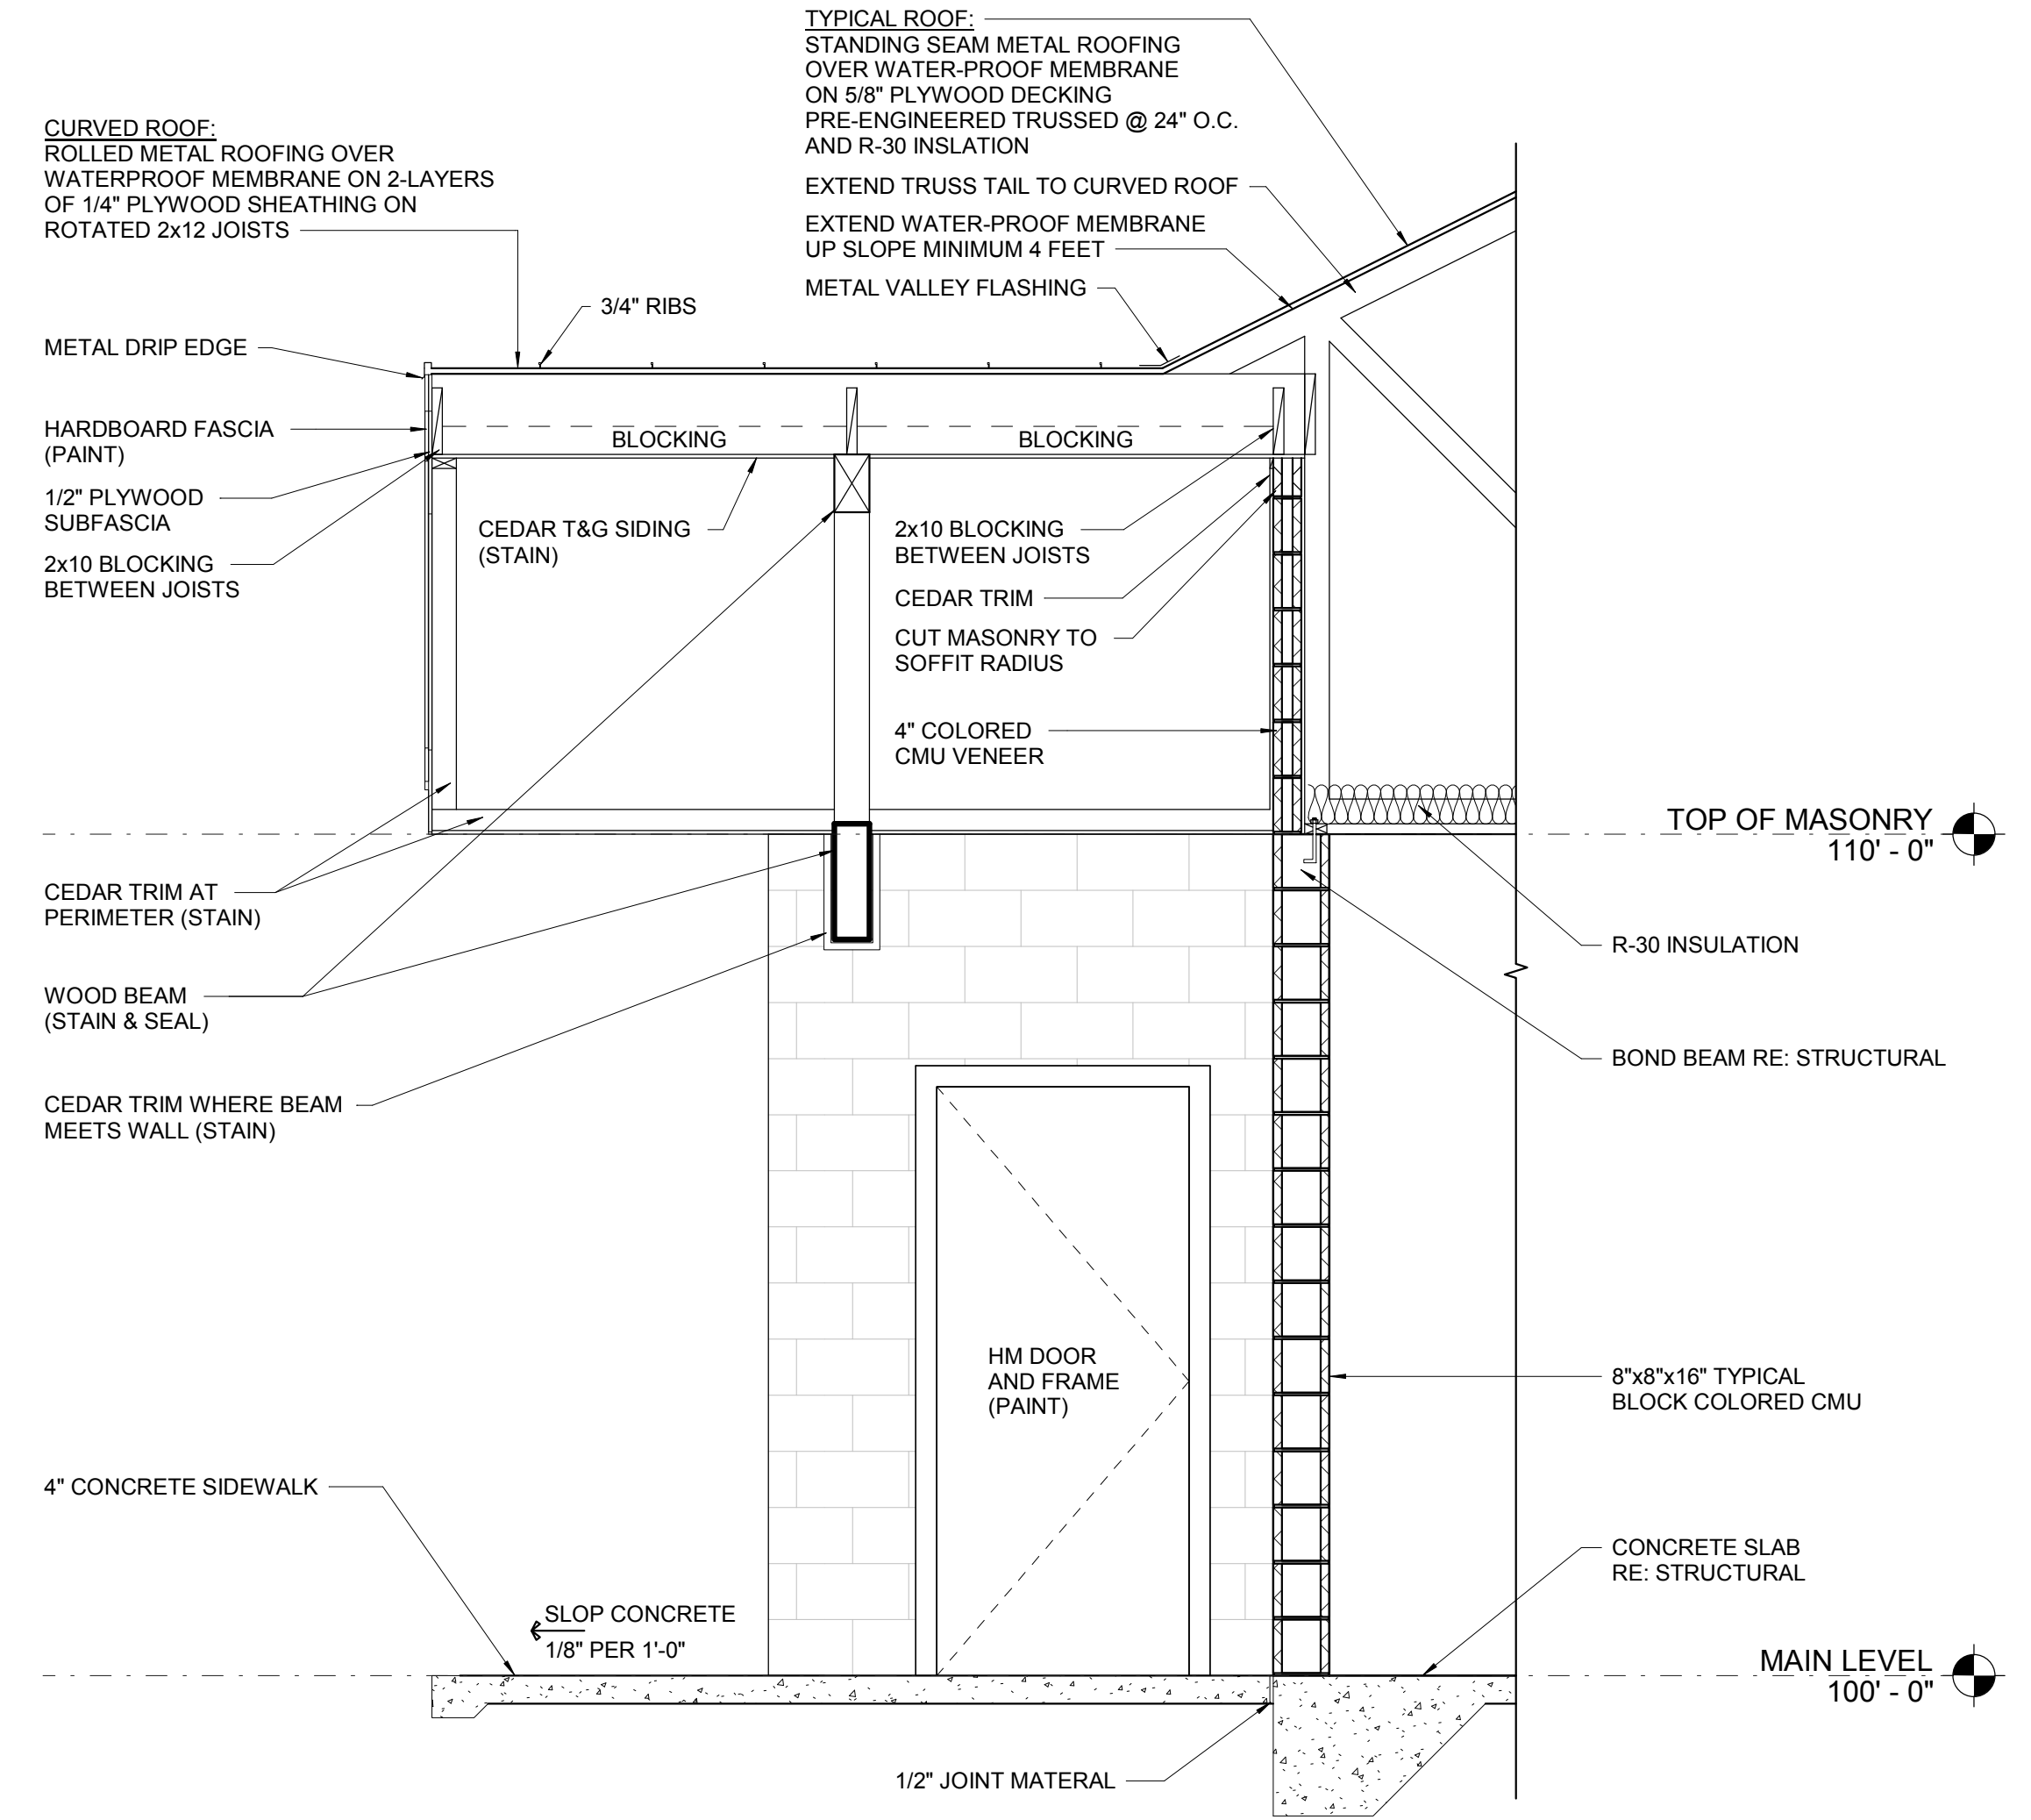 TYPICAL ROOF:
STANDING SEAM METAL ROOFING
OVER WATER-PROOF MEMBRANE
ON 5/8" PLYWOOD DECKING
PRE-ENGINEERED TRUSSED @ 24" O.C.
AND R-30 INSLATION
EXTEND TRUSS TAIL TO CURVED ROOF
EXTEND WATER-PROOF MEMBRANE
UP SLOPE MINIMUM 4 FEET
METAL VALLEY FLASHING
CURVED ROOF:
ROLLED METAL ROOFING OVER
WATERPROOF MEMBRANE ON 2-LAYERS
OF 1/4" PLYWOOD SHEATHING ON
ROTATED 2x12 JOISTS
3/4" RIBS
METAL DRIP EDGE
HARDBOARD FASCIA
(PAINT)
1/2" PLYWOOD
SUBFASCIA
2x10 BLOCKING
BETWEEN JOISTS
BLOCKING
BLOCKING
CEDAR T&G SIDING
(STAIN)
2x10 BLOCKING
BETWEEN JOISTS
CEDAR TRIM
CUT MASONRY TO
SOFFIT RADIUS
4" COLORED
CMU VENEER
TOP OF MASONRY
110' - 0"
CEDAR TRIM AT
PERIMETER (STAIN)
R-30 INSULATION
WOOD BEAM
(STAIN & SEAL)
BOND BEAM RE: STRUCTURAL
CEDAR TRIM WHERE BEAM
MEETS WALL (STAIN)
HM DOOR
AND FRAME
(PAINT)
8"x8"x16" TYPICAL
BLOCK COLORED CMU
4" CONCRETE SIDEWALK
CONCRETE SLAB
RE: STRUCTURAL
SLOP CONCRETE
1/8" PER 1'-0"
MAIN LEVEL
100' - 0"
1/2" JOINT MATERAL